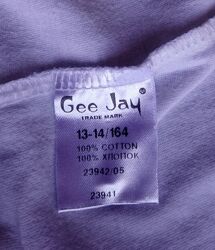 Gee Jay®
TRADE MARK
13-14/164
100% COTTON
100% ХЛОПОК
23942/05
23941